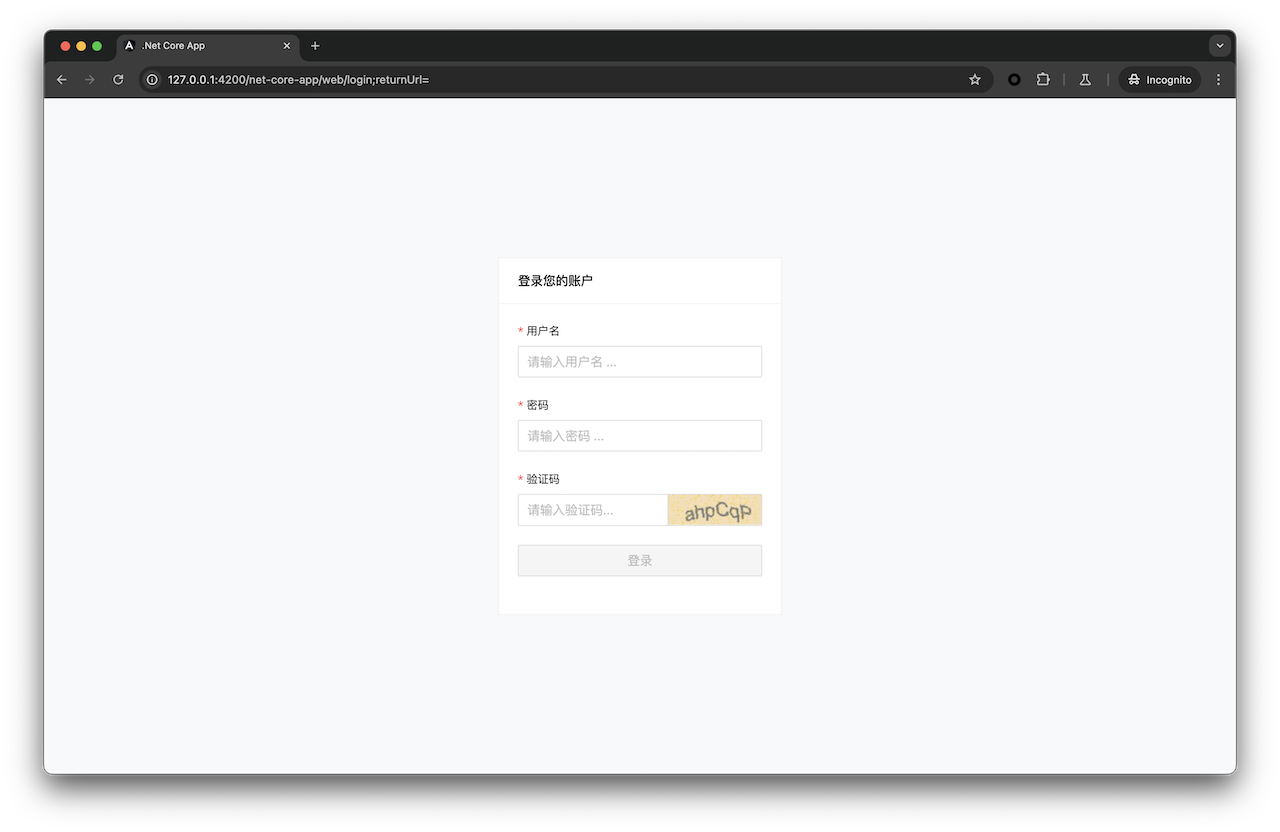 .Net Core App
127.0.0.1:4200/net-core-app/web/login;returnUrl=
Incognito
登录您的账户
* 用户名
请输入用户名 ...
* 密码
请输入密码 ...
* 验证码
请输入验证码...
ahpCqp
登录